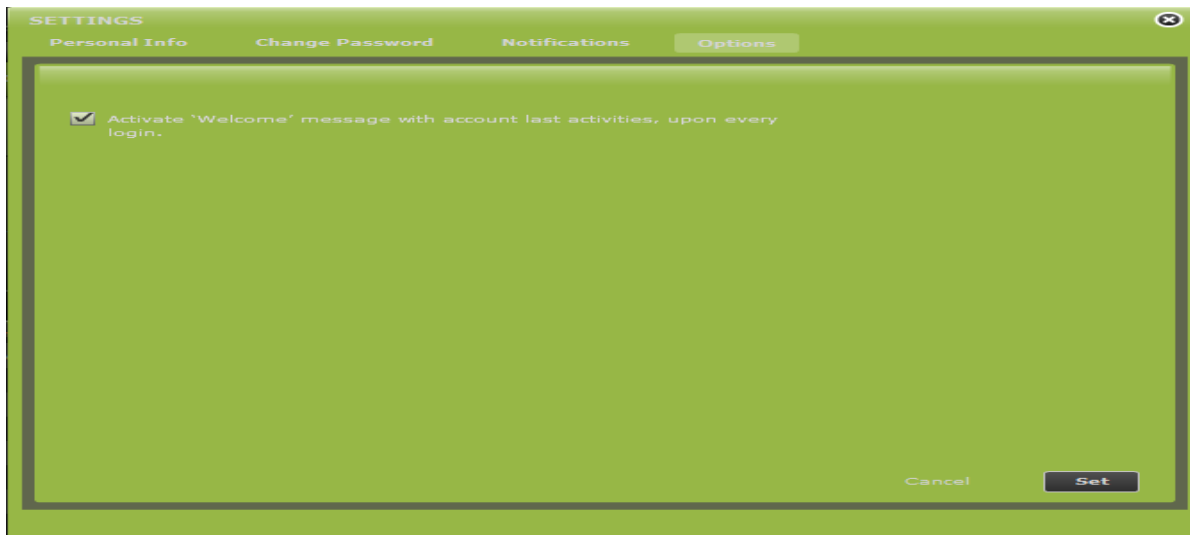 SETTINGS
Personal Info Change Password Notifications Options
Activate ‘Welcome’ message with account last activities, upon every
login.
Cancel Set